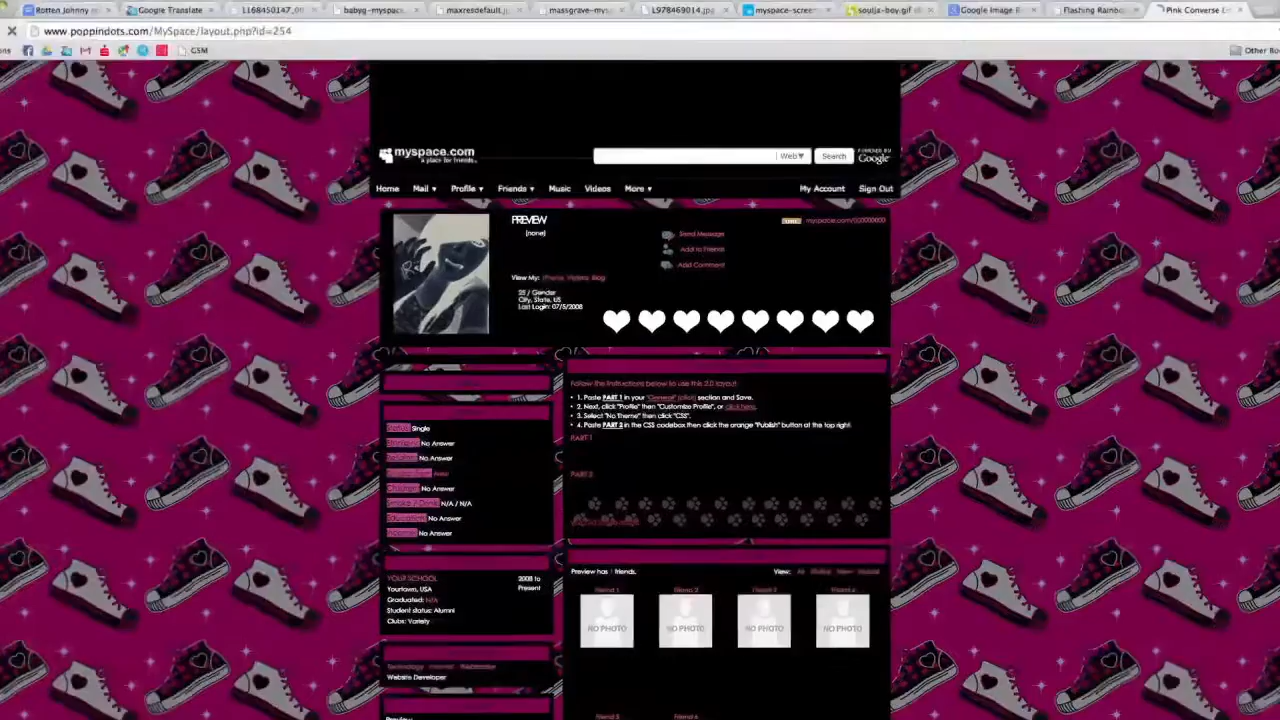 Rotten Johnny
Google Translate
LL68450147_00
babyg-myspac
maxresdefault.j
massgrave-mys
L978469014.jpg
myspace-scree
soulja-boy.gif
Google Image R
Flashing Rainbo
Pink Converse
www.poppindots.com/MySpace/layout.php?id=254
GSM
Other Bo
myspace.com
a place for friends
Web▼
Search
POWERED BY
Google
Home
Mail ▾
Profile ▾
Friends ▾
Music
Videos
More ▾
My Account
Sign Out
PREVIEW
(none)
Send Message
Add to Friends
Add Comment
View My:
Blog
25 / Gender
City, State, US
Last Login: 07/5/2008
Single
No Answer
No Answer
No Answer
N/A / N/A
No Answer
No Answer
Follow the instructions below to use this 2.0 layout:
• 1. Paste PART 1 in your "General" (click) section and Save.
• 2. Next, click "Profile" then "Customize Profile", or click here.
• 3. Select "No Theme" then click "CSS".
• 4. Paste PART 2 in the CSS codebox then click the orange "Publish" button at the top right.
PART 1
PART 2
YOUR SCHOOL
Yourtown, USA
Graduated: N/A
Student status: Alumni
Clubs: Variety
2008 to
Present
Technology
Website Developer
Preview
Preview has friends.
View:
Friend 1
Friend 2
NO PHOTO
NO PHOTO
NO PHOTO
NO PHOTO